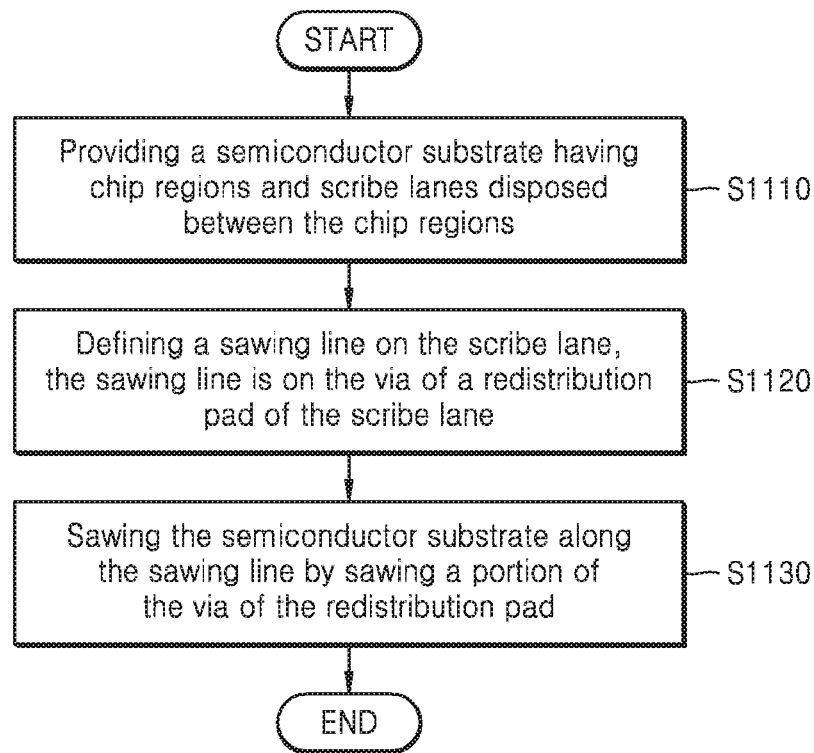 START
Providing a semiconductor substrate having
chip regions and scribe lanes disposed
between the chip regions
S1110
Defining a sawing line on the scribe lane,
the sawing line is on the via of a redistribution
pad of the scribe lane
S1120
Sawing the semiconductor substrate along
the sawing line by sawing a portion of
the via of the redistribution pad
S1130
END